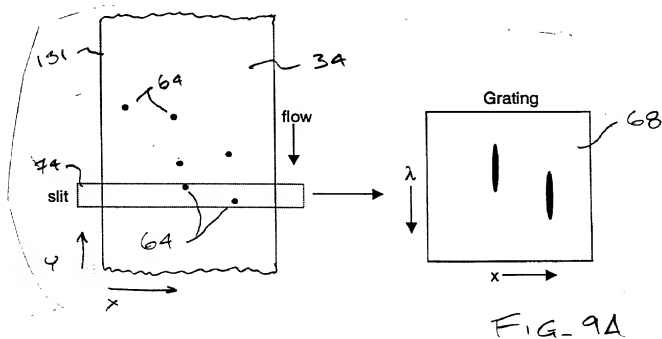 131
64
34
flow
74
slit
64
y
x
Grating
68
λ
x
FIG_9A